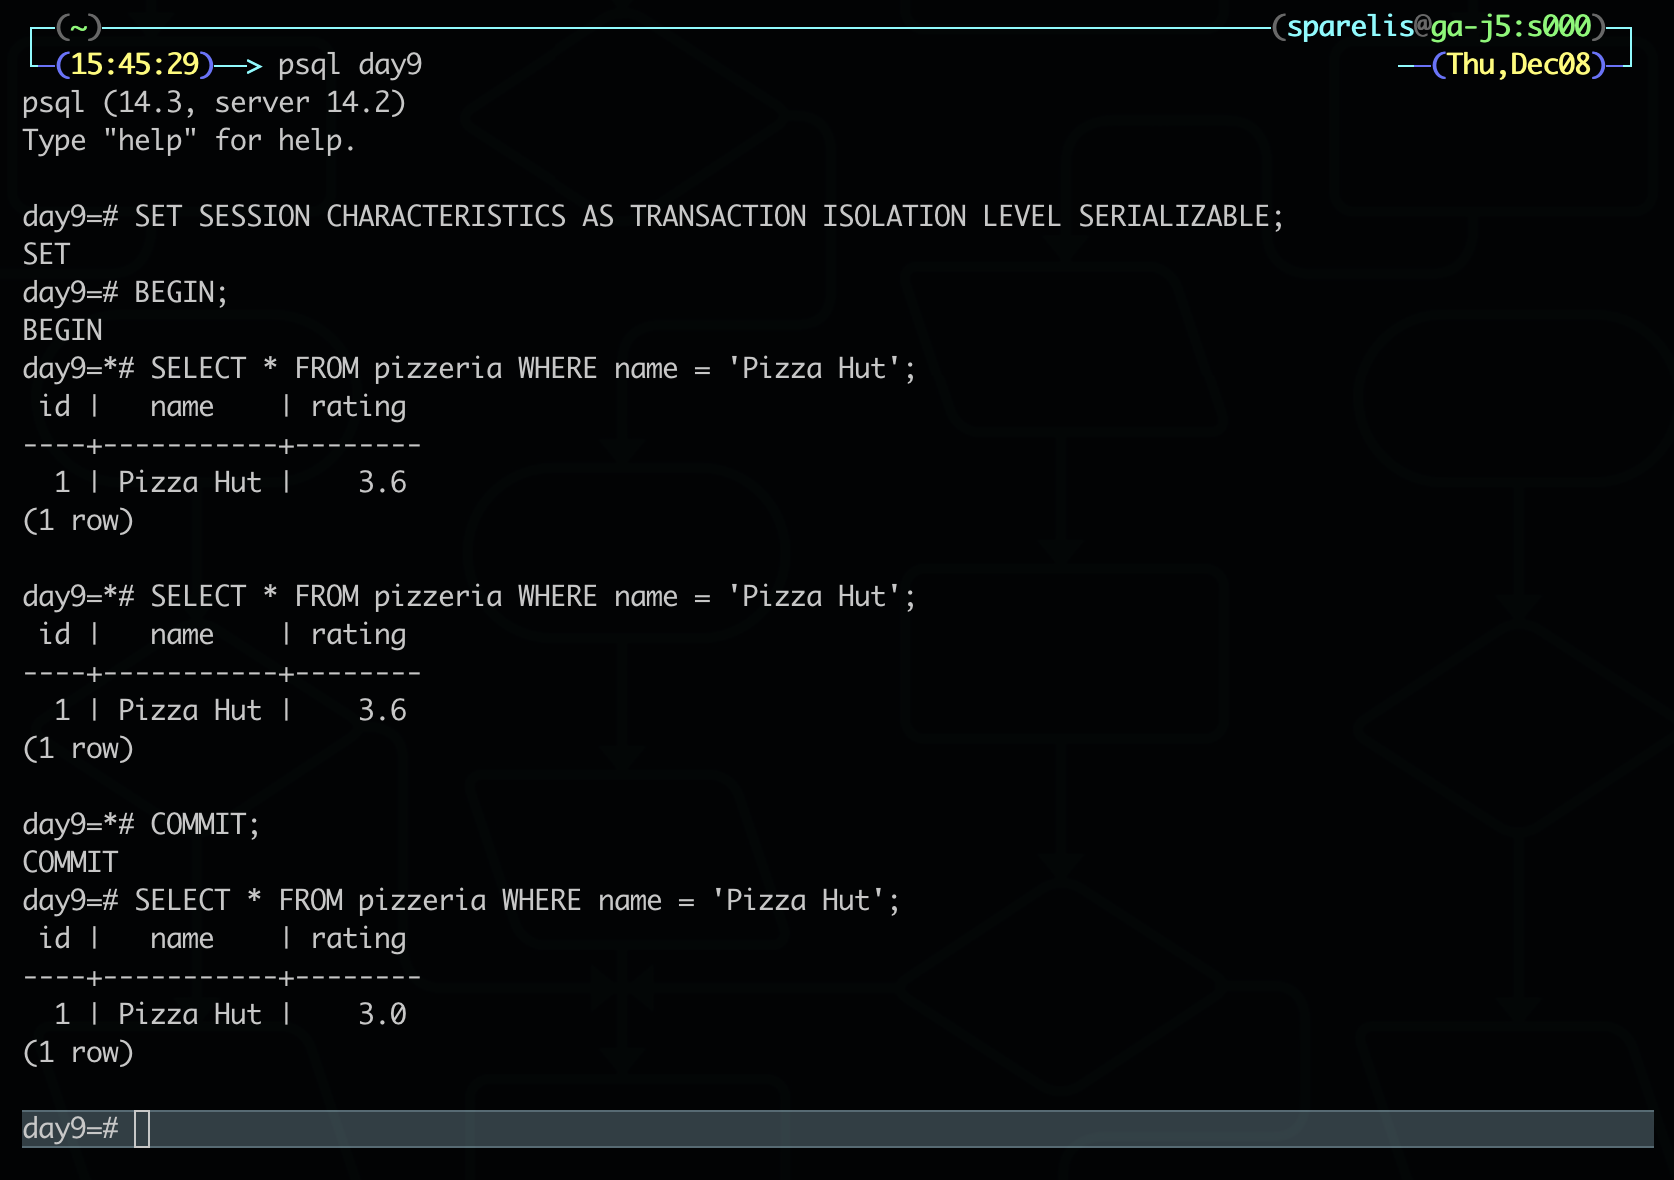 (~) (sparelis@ga-j5:s000)
(15:45:29)—> psql day9 —(Thu,Dec08)
psql (14.3, server 14.2)
Type "help" for help.

day9=# SET SESSION CHARACTERISTICS AS TRANSACTION ISOLATION LEVEL SERIALIZABLE;
SET
day9=# BEGIN;
BEGIN
day9=*# SELECT * FROM pizzeria WHERE name = 'Pizza Hut';
 id |   name    | rating
----+-----------+--------
  1 | Pizza Hut |    3.6
(1 row)

day9=*# SELECT * FROM pizzeria WHERE name = 'Pizza Hut';
 id |   name    | rating
----+-----------+--------
  1 | Pizza Hut |    3.6
(1 row)

day9=*# COMMIT;
COMMIT
day9=# SELECT * FROM pizzeria WHERE name = 'Pizza Hut';
 id |   name    | rating
----+-----------+--------
  1 | Pizza Hut |    3.0
(1 row)

day9=#